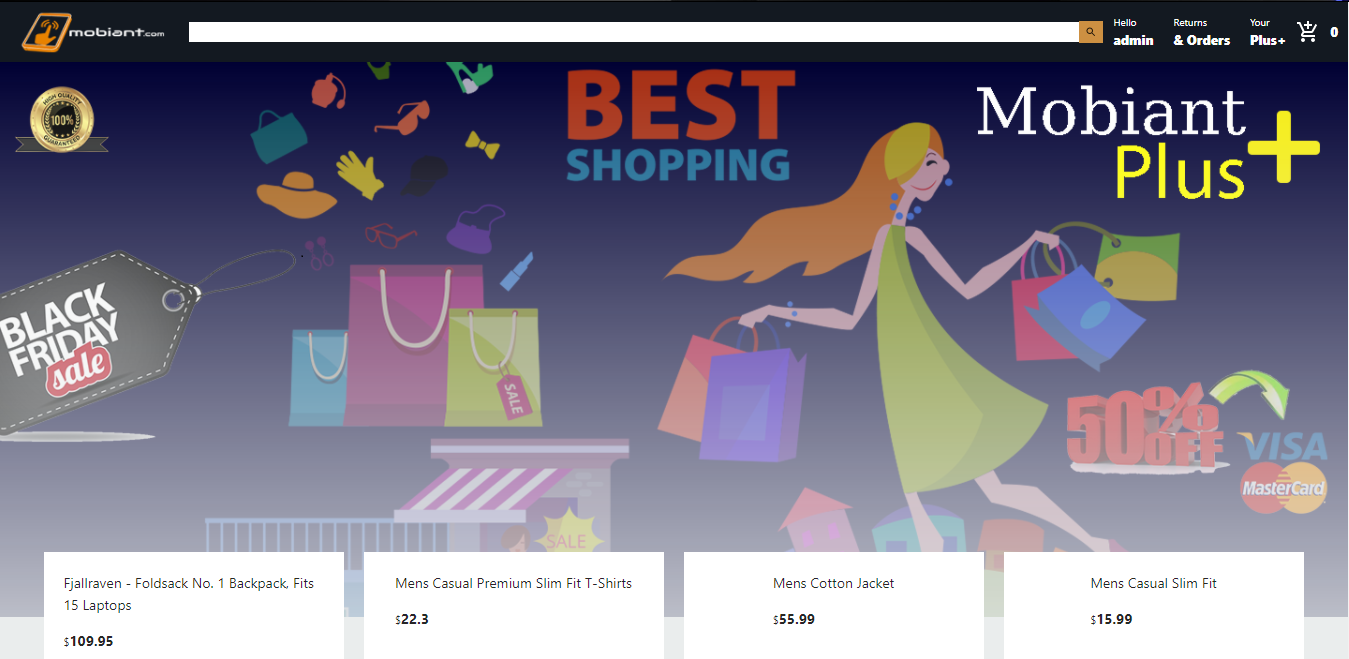 mobiant.com
Hello
admin
Returns
& Orders
Your
Plus+
0
HIGH QUALITY
100%
GUARANTEED
BEST
SHOPPING
Mobiant
Plus+
BLACK
FRIDAY
sale
SALE
50%
OFF
VISA
MasterCard
SALE
Fjallraven - Foldsack No. 1 Backpack, Fits
15 Laptops
$109.95
Mens Casual Premium Slim Fit T-Shirts
$22.3
Mens Cotton Jacket
$55.99
Mens Casual Slim Fit
$15.99